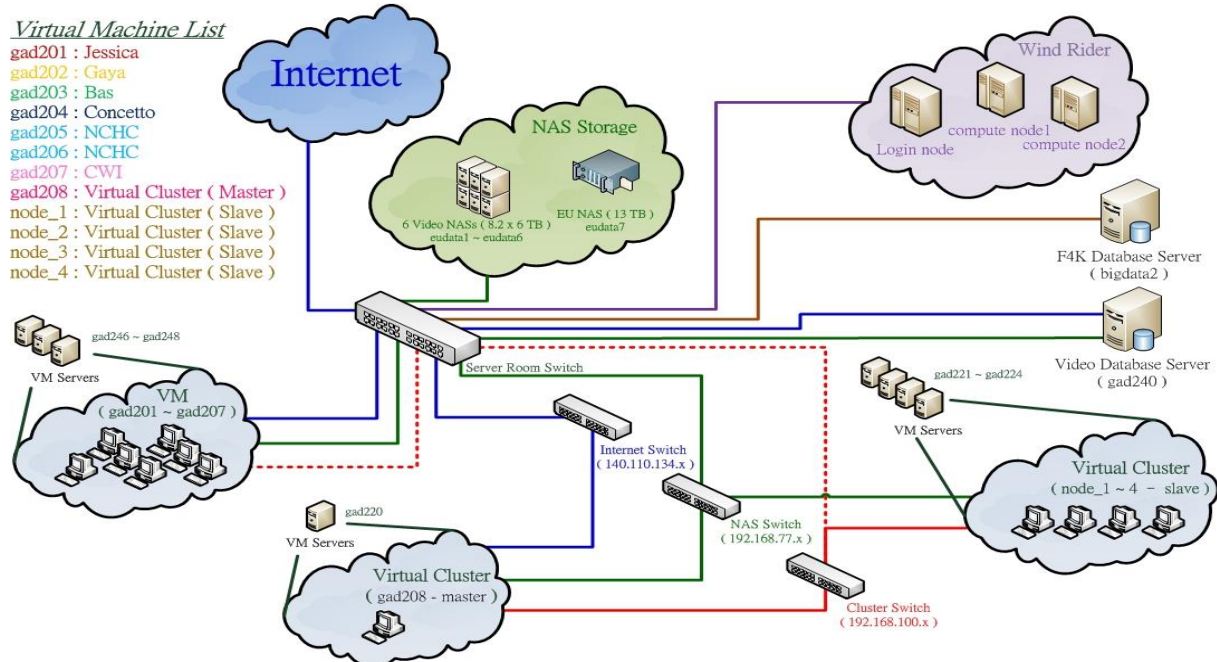 Virtual Machine List
gad201 : Jessica
gad202 : Gaya
gad203 : Bas
gad204 : Concetto
gad205 : NCHC
gad206 : NCHC
gad207 : CWI
gad208 : Virtual Cluster ( Master )
node_1 : Virtual Cluster ( Slave )
node_2 : Virtual Cluster ( Slave )
node_3 : Virtual Cluster ( Slave )
node_4 : Virtual Cluster ( Slave )
Internet
NAS Storage
6 Video NASs ( 8.2 x 6 TB )
eudata1 ~ eudata6
EU NAS ( 13 TB )
eudata7
Wind Rider
Login node
compute node1
compute node2
F4K Database Server
( bigdata2 )
Video Database Server
( gad240 )
Server Room Switch
gad246 ~ gad248
VM Servers
VM
( gad201 ~ gad207 )
Internet Switch
( 140.110.134.x )
gad221 ~ gad224
VM Servers
Virtual Cluster
( node_1 ~ 4 - slave )
NAS Switch
( 192.168.77.x )
gad220
VM Servers
Virtual Cluster
( gad208 - master )
Cluster Switch
( 192.168.100.x )